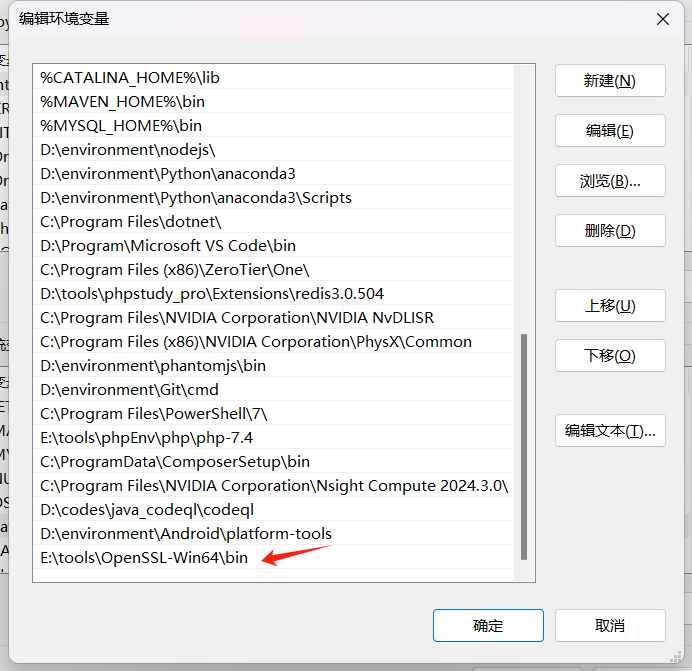 编辑环境变量
%CATALINA_HOME%\lib
%MAVEN_HOME%\bin
%MYSQL_HOME%\bin
D:\environment\nodejs\
D:\environment\Python\anaconda3
D:\environment\Python\anaconda3\Scripts
C:\Program Files\dotnet\
D:\Program\Microsoft VS Code\bin
C:\Program Files (x86)\ZeroTier\One\
D:\tools\phpstudy_pro\Extensions\redis3.0.504
C:\Program Files\NVIDIA Corporation\NVIDIA NvDLISR
C:\Program Files (x86)\NVIDIA Corporation\PhysX\Common
D:\environment\phantomjs\bin
D:\environment\Git\cmd
C:\Program Files\PowerShell\7\
E:\tools\phpEnv\php\php-7.4
C:\ProgramData\ComposerSetup\bin
C:\Program Files\NVIDIA Corporation\Nsight Compute 2024.3.0\
D:\codes\java_codeql\codeql
D:\environment\Android\platform-tools
E:\tools\OpenSSL-Win64\bin
新建(N)
编辑(E)
浏览(B)...
删除(D)
上移(U)
下移(O)
编辑文本(T)...
确定
取消